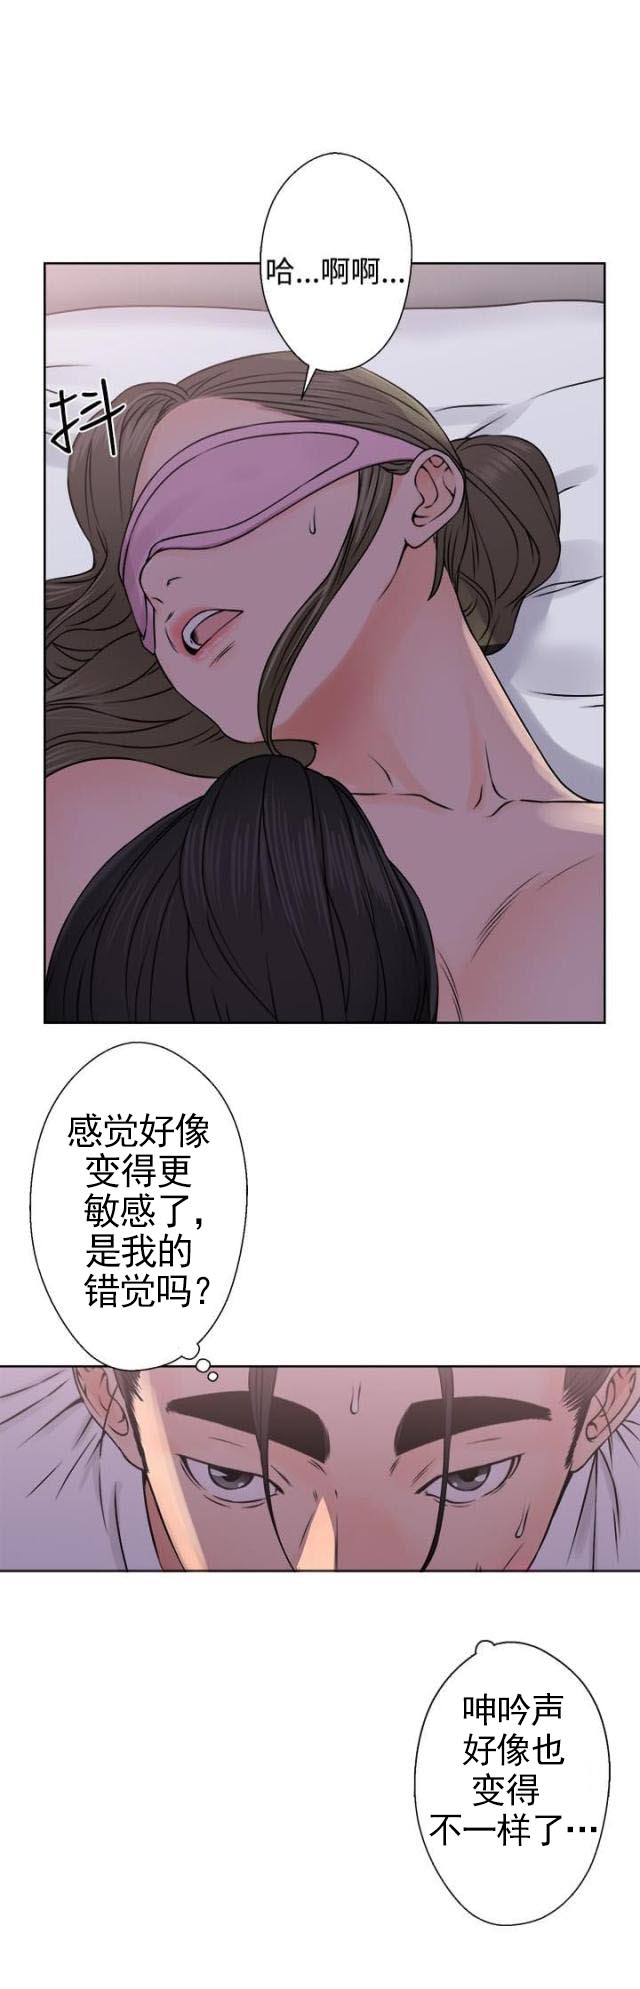 哈...啊啊...
抖
感觉好像
变得更
敏感了，
是我的
错觉吗？
呻吟声
好像也
变得
不一样了…